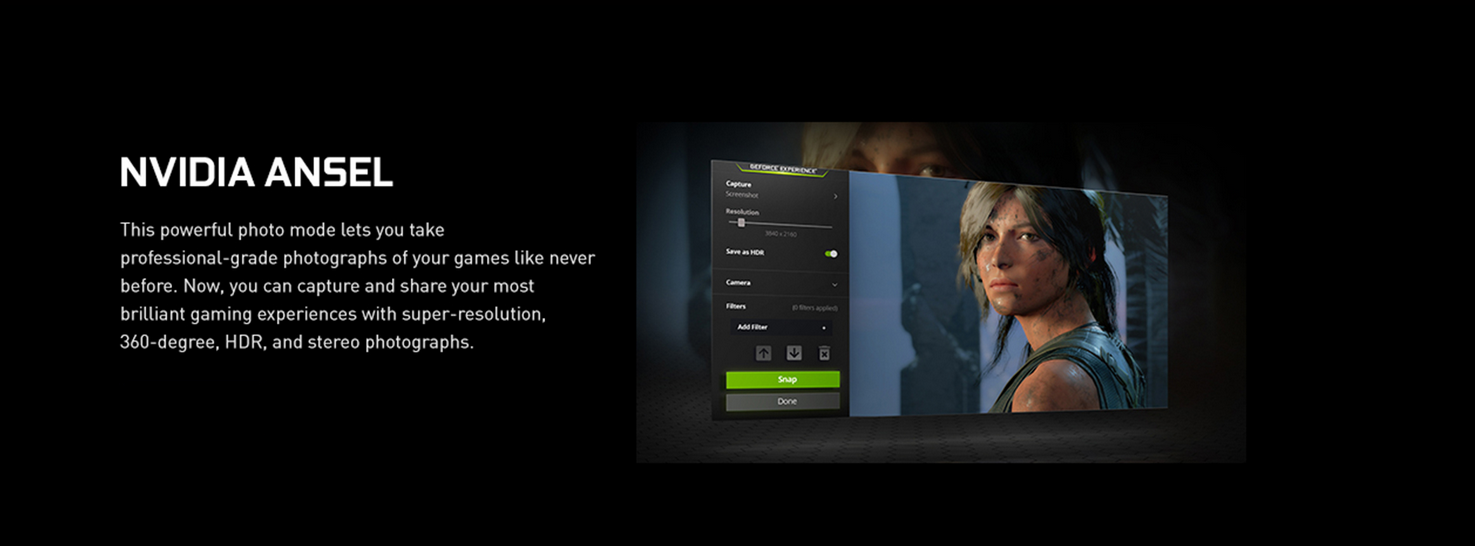 NVIDIA ANSEL
This powerful photo mode lets you take
professional-grade photographs of your games like never
before. Now, you can capture and share your most
brilliant gaming experiences with super-resolution,
360-degree, HDR, and stereo photographs.
GEFORCE EXPERIENCE
Capture
Screenshot
Resolution
3840 x 2160
Save as HDR
Camera
Filters
(0 filters applied)
Add Filter
Snap
Done